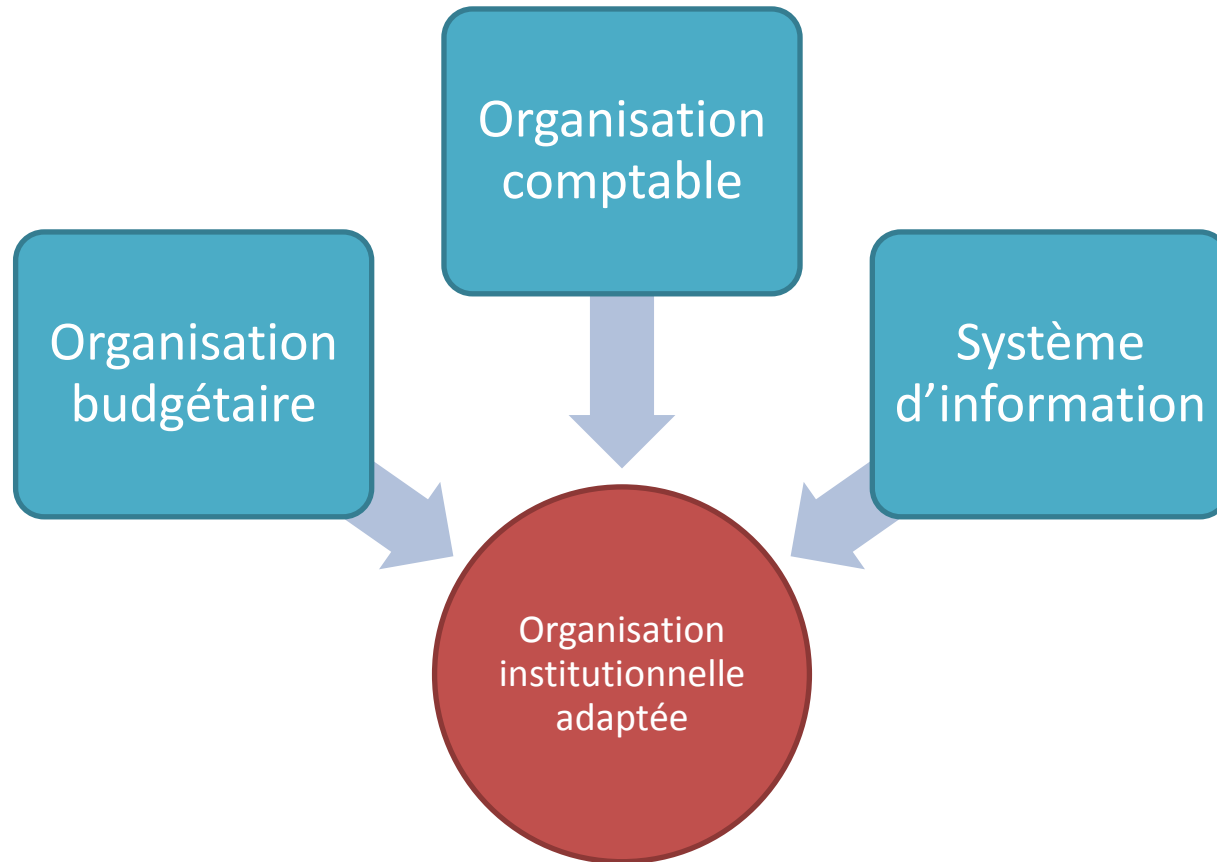 Organisation
comptable
Organisation
budgétaire
Système
d’information
Organisation
institutionnelle
adaptée